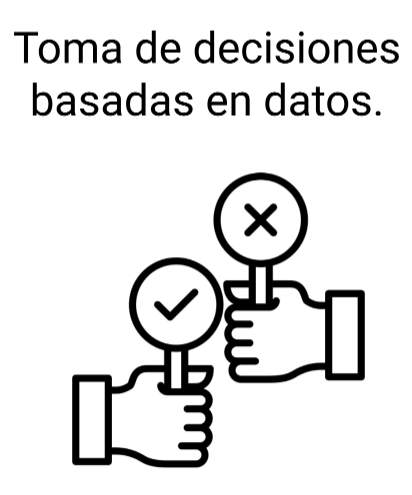 Toma de decisiones
basadas en datos.